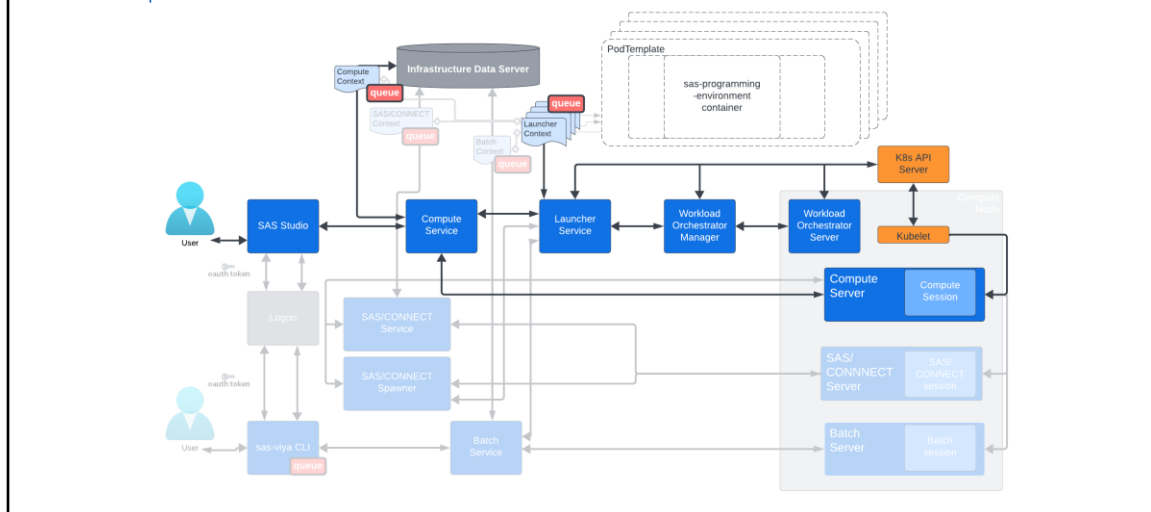 PodTemplate
Infrastructure Data Server
Compute
Context
queue
sas-programming
-environment
container
queue
SAS/CONNECT
Context
queue
Launcher
Context
Batch
Context
queue
K8s API
Server
Compute
Node
User
SAS Studio
Compute
Service
Launcher
Service
Workload
Orchestrator
Manager
Workload
Orchestrator
Server
Kubelet
oauth token
Compute
Server
Compute
Session
Logon
SAS/CONNECT
Service
SAS/
CONNNECT
Server
SAS/
CONNECT
session
SAS/CONNECT
Spawner
oauth token
User
sas-viya CLI
queue
Batch
Service
Batch
Server
Batch
session